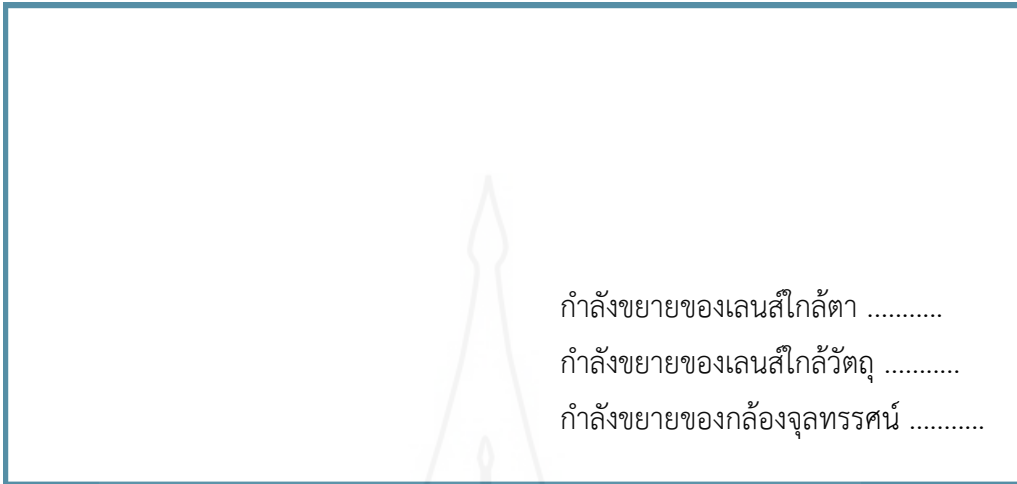 กำลังขยายของเลนส์ใกล้ตา ...........
กำลังขยายของเลนส์ใกล้วัตถุ ...........
กำลังขยายของกล้องจุลทรรศน์ ...........